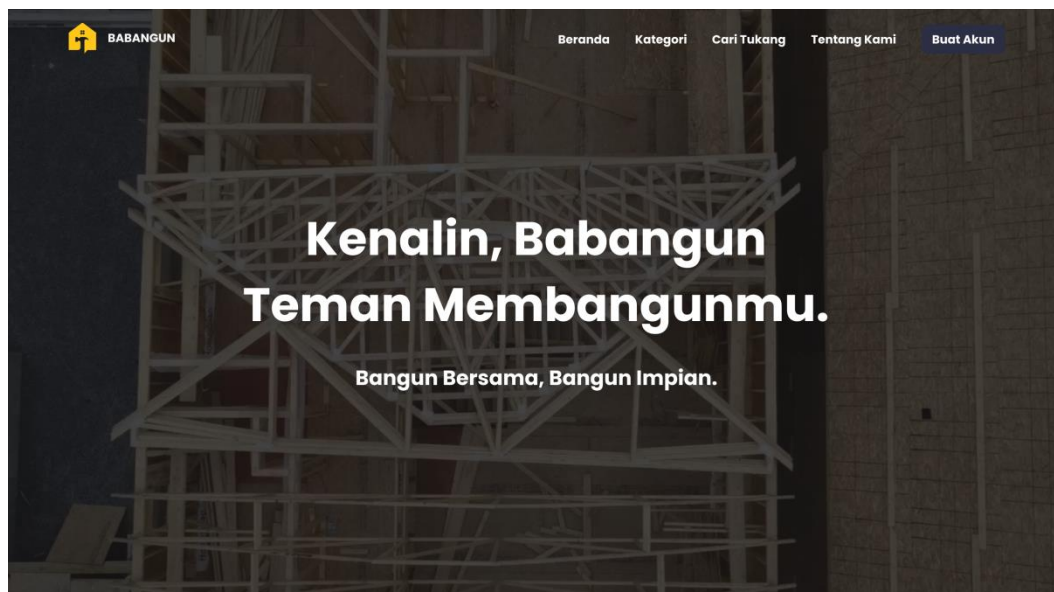 BABANGUN
Beranda Kategori Cari Tukang Tentang Kami Buat Akun
Kenalin, Babangun
Teman Membangunmu.
Bangun Bersama, Bangun Impian.